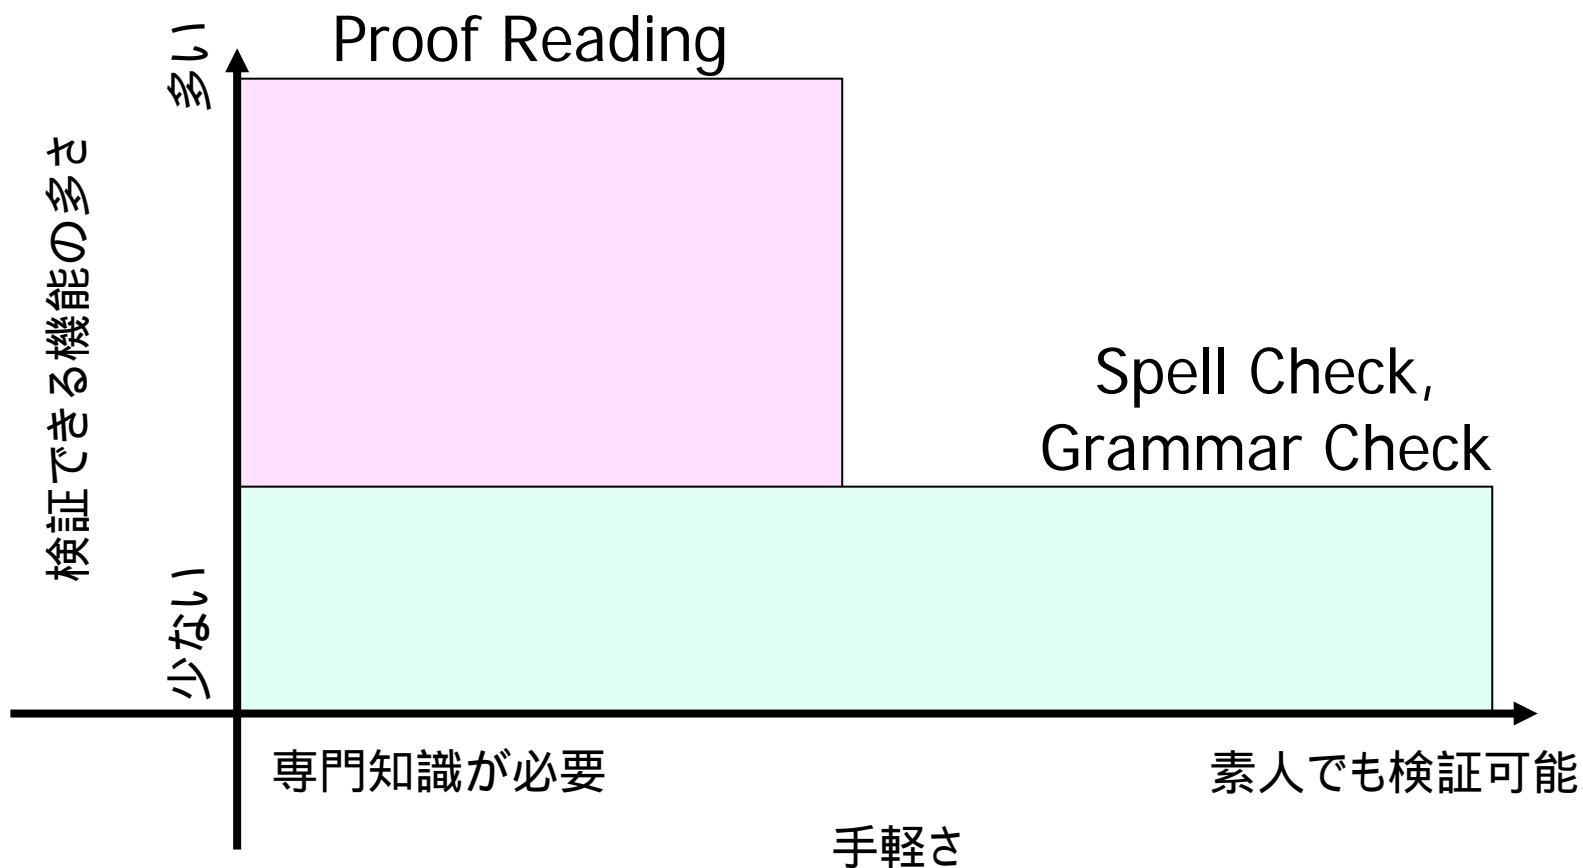 Proof Reading
多い
検証できる機能の多さ
Spell Check,
Grammar Check
少ない
専門知識が必要
素人でも検証可能
手軽さ